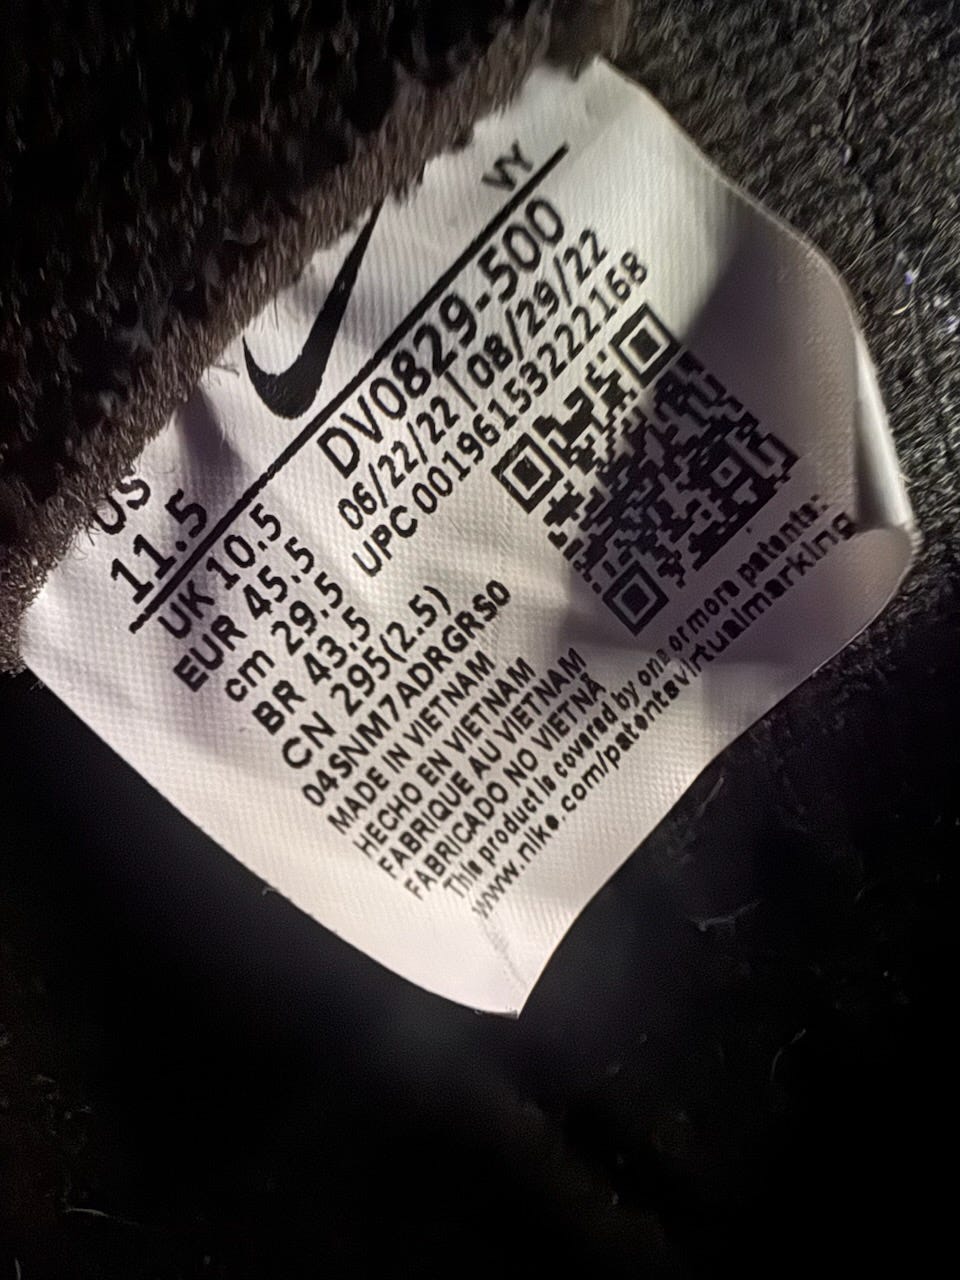 VY
US
11.5
UK 10.5
EUR 45.5
cm 29.5
BR 43.5
CN 295(2.5)
DV0829-500
06/22/22 | 08/29/22
UPC 00196153222168
04SNM7ADRGRS0
MADE IN VIETNAM
HECHO EN VIETNAM
FABRIQUE AU VIETNAM
FABRICADO NO VIETNÃ
This product is covered by one or more patents:
www.nike.com/patentsvirtualmarking